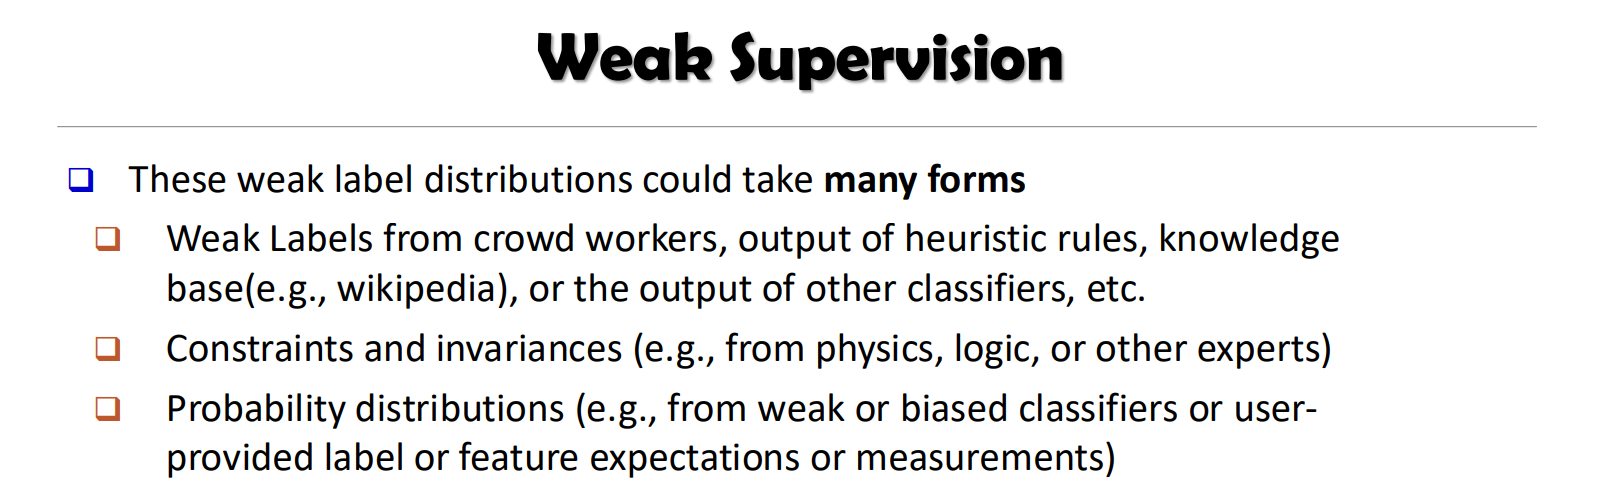 Weak Supervision
These weak label distributions could take many forms
Weak Labels from crowd workers, output of heuristic rules, knowledge
base(e.g., wikipedia), or the output of other classifiers, etc.
Constraints and invariances (e.g., from physics, logic, or other experts)
Probability distributions (e.g., from weak or biased classifiers or user-
provided label or feature expectations or measurements)